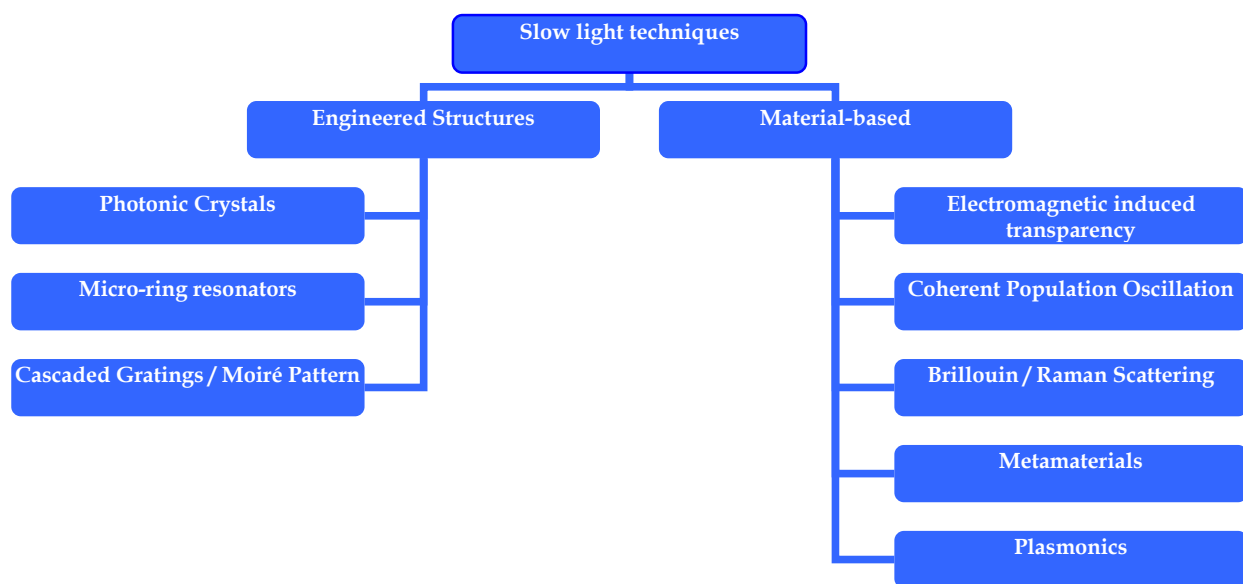 Slow light techniques
Engineered Structures
Material-based
Photonic Crystals
Electromagnetic induced
transparency
Micro-ring resonators
Coherent Population Oscillation
Cascaded Gratings / Moiré Pattern
Brillouin / Raman Scattering
Metamaterials
Plasmonics